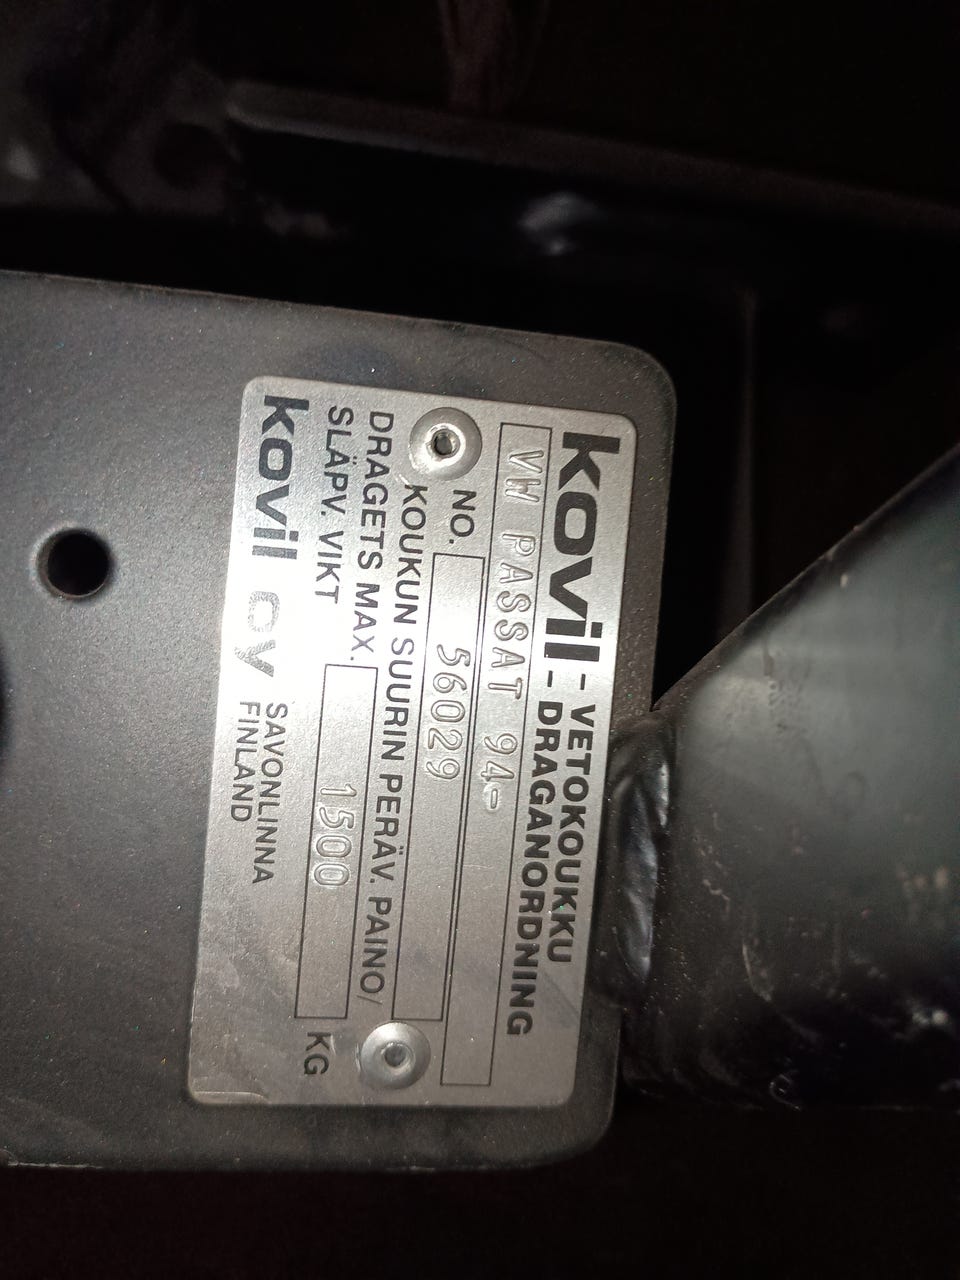 kovil - VETOKOUKKU
- DRAGANORDNING
VW PASSAT 94-
NO. 56029
KOUKUN SUURIN PERÄV. PAINO/
DRAGETS MAX.
SLÄPV. VIKT 1500 KG
kovil oy SAVONLINNA
FINLAND